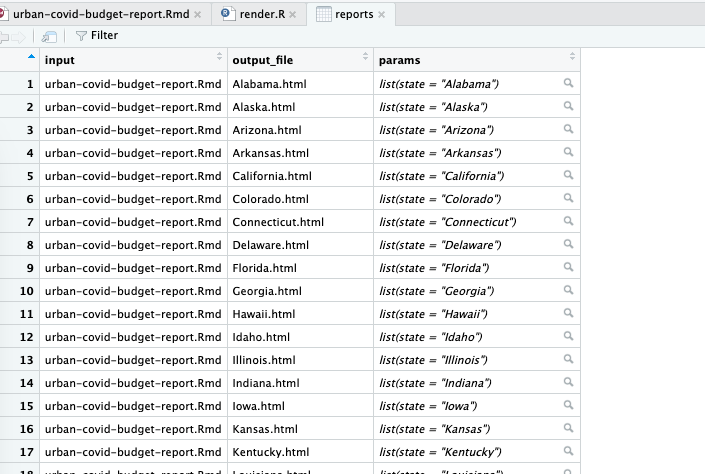 urban-covid-budget-report.Rmd × render.R × reports ×
Filter
input output_file params
1 urban-covid-budget-report.Rmd Alabama.html list(state = "Alabama")
2 urban-covid-budget-report.Rmd Alaska.html list(state = "Alaska")
3 urban-covid-budget-report.Rmd Arizona.html list(state = "Arizona")
4 urban-covid-budget-report.Rmd Arkansas.html list(state = "Arkansas")
5 urban-covid-budget-report.Rmd California.html list(state = "California")
6 urban-covid-budget-report.Rmd Colorado.html list(state = "Colorado")
7 urban-covid-budget-report.Rmd Connecticut.html list(state = "Connecticut")
8 urban-covid-budget-report.Rmd Delaware.html list(state = "Delaware")
9 urban-covid-budget-report.Rmd Florida.html list(state = "Florida")
10 urban-covid-budget-report.Rmd Georgia.html list(state = "Georgia")
11 urban-covid-budget-report.Rmd Hawaii.html list(state = "Hawaii")
12 urban-covid-budget-report.Rmd Idaho.html list(state = "Idaho")
13 urban-covid-budget-report.Rmd Illinois.html list(state = "Illinois")
14 urban-covid-budget-report.Rmd Indiana.html list(state = "Indiana")
15 urban-covid-budget-report.Rmd Iowa.html list(state = "Iowa")
16 urban-covid-budget-report.Rmd Kansas.html list(state = "Kansas")
17 urban-covid-budget-report.Rmd Kentucky.html list(state = "Kentucky")